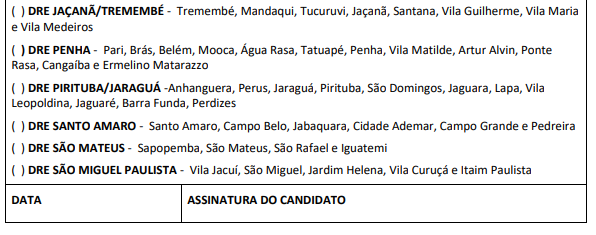 ( ) DRE JAÇANÃ/TREMEMBÉ - Tremembé, Mandaqui, Tucuruvi, Jaçanã, Santana, Vila Guilherme, Vila Maria
e Vila Medeiros
( ) DRE PENHA - Pari, Brás, Belém, Mooca, Água Rasa, Tatuapé, Penha, Vila Matilde, Artur Alvin, Ponte
Rasa, Cangaíba e Ermelino Matarazzo
( ) DRE PIRITUBA/JARAGUÁ -Anhanguera, Perus, Jaraguá, Pirituba, São Domingos, Jaguara, Lapa, Vila
Leopoldina, Jaguaré, Barra Funda, Perdizes
( ) DRE SANTO AMARO - Santo Amaro, Campo Belo, Jabaquara, Cidade Ademar, Campo Grande e Pedreira
( ) DRE SÃO MATEUS - Sapopemba, São Mateus, São Rafael e Iguatemi
( ) DRE SÃO MIGUEL PAULISTA - Vila Jacuí, São Miguel, Jardim Helena, Vila Curuçá e Itaim Paulista
DATA ASSINATURA DO CANDIDATO